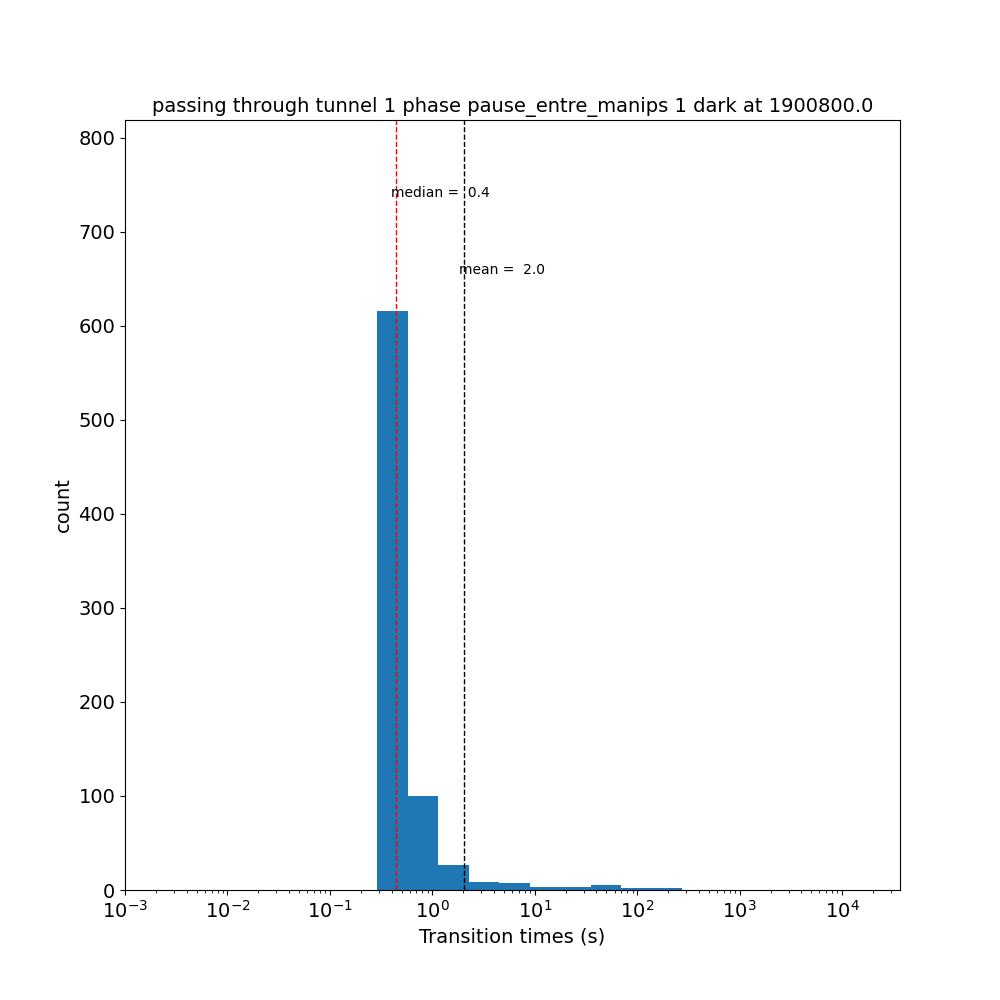 passing through tunnel 1 phase pause_entre_manips 1 dark at 1900800.0
800
median =  0.4
700
mean =  2.0
600
500
count
400
300
200
100
0
10⁻³ 10⁻² 10⁻¹ 10⁰ 10¹ 10² 10³ 10⁴
Transition times (s)